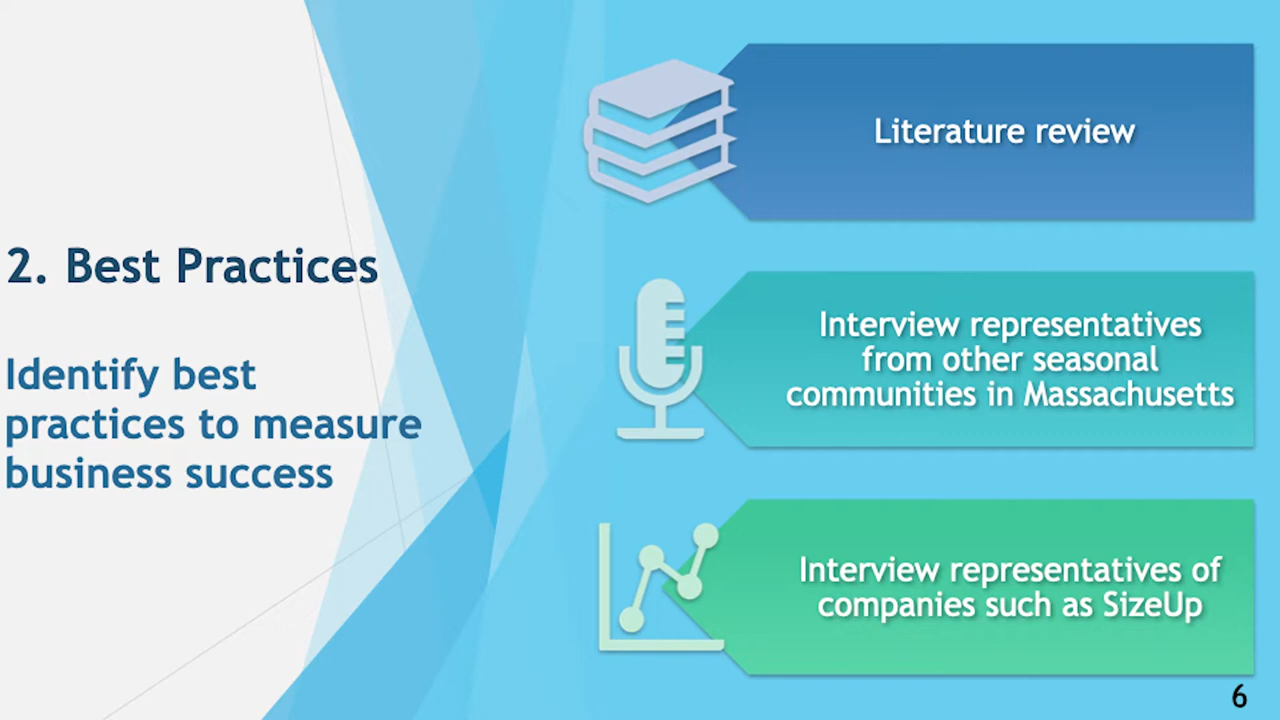 2. Best Practices
Identify best
practices to measure
business success
Literature review
Interview representatives
from other seasonal
communities in Massachusetts
Interview representatives of
companies such as SizeUp
6